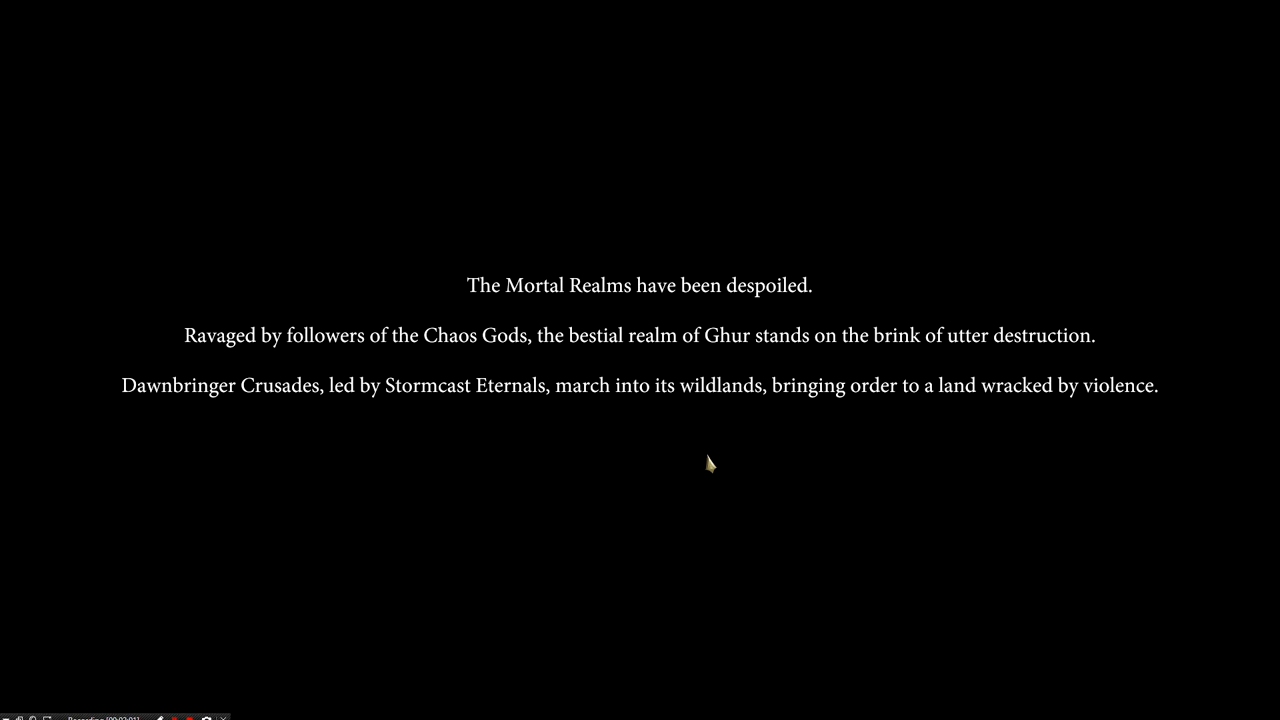 The Mortal Realms have been despoiled.
Ravaged by followers of the Chaos Gods, the bestial realm of Ghur stands on the brink of utter destruction.
Dawnbringer Crusades, led by Stormcast Eternals, march into its wildlands, bringing order to a land wracked by violence.